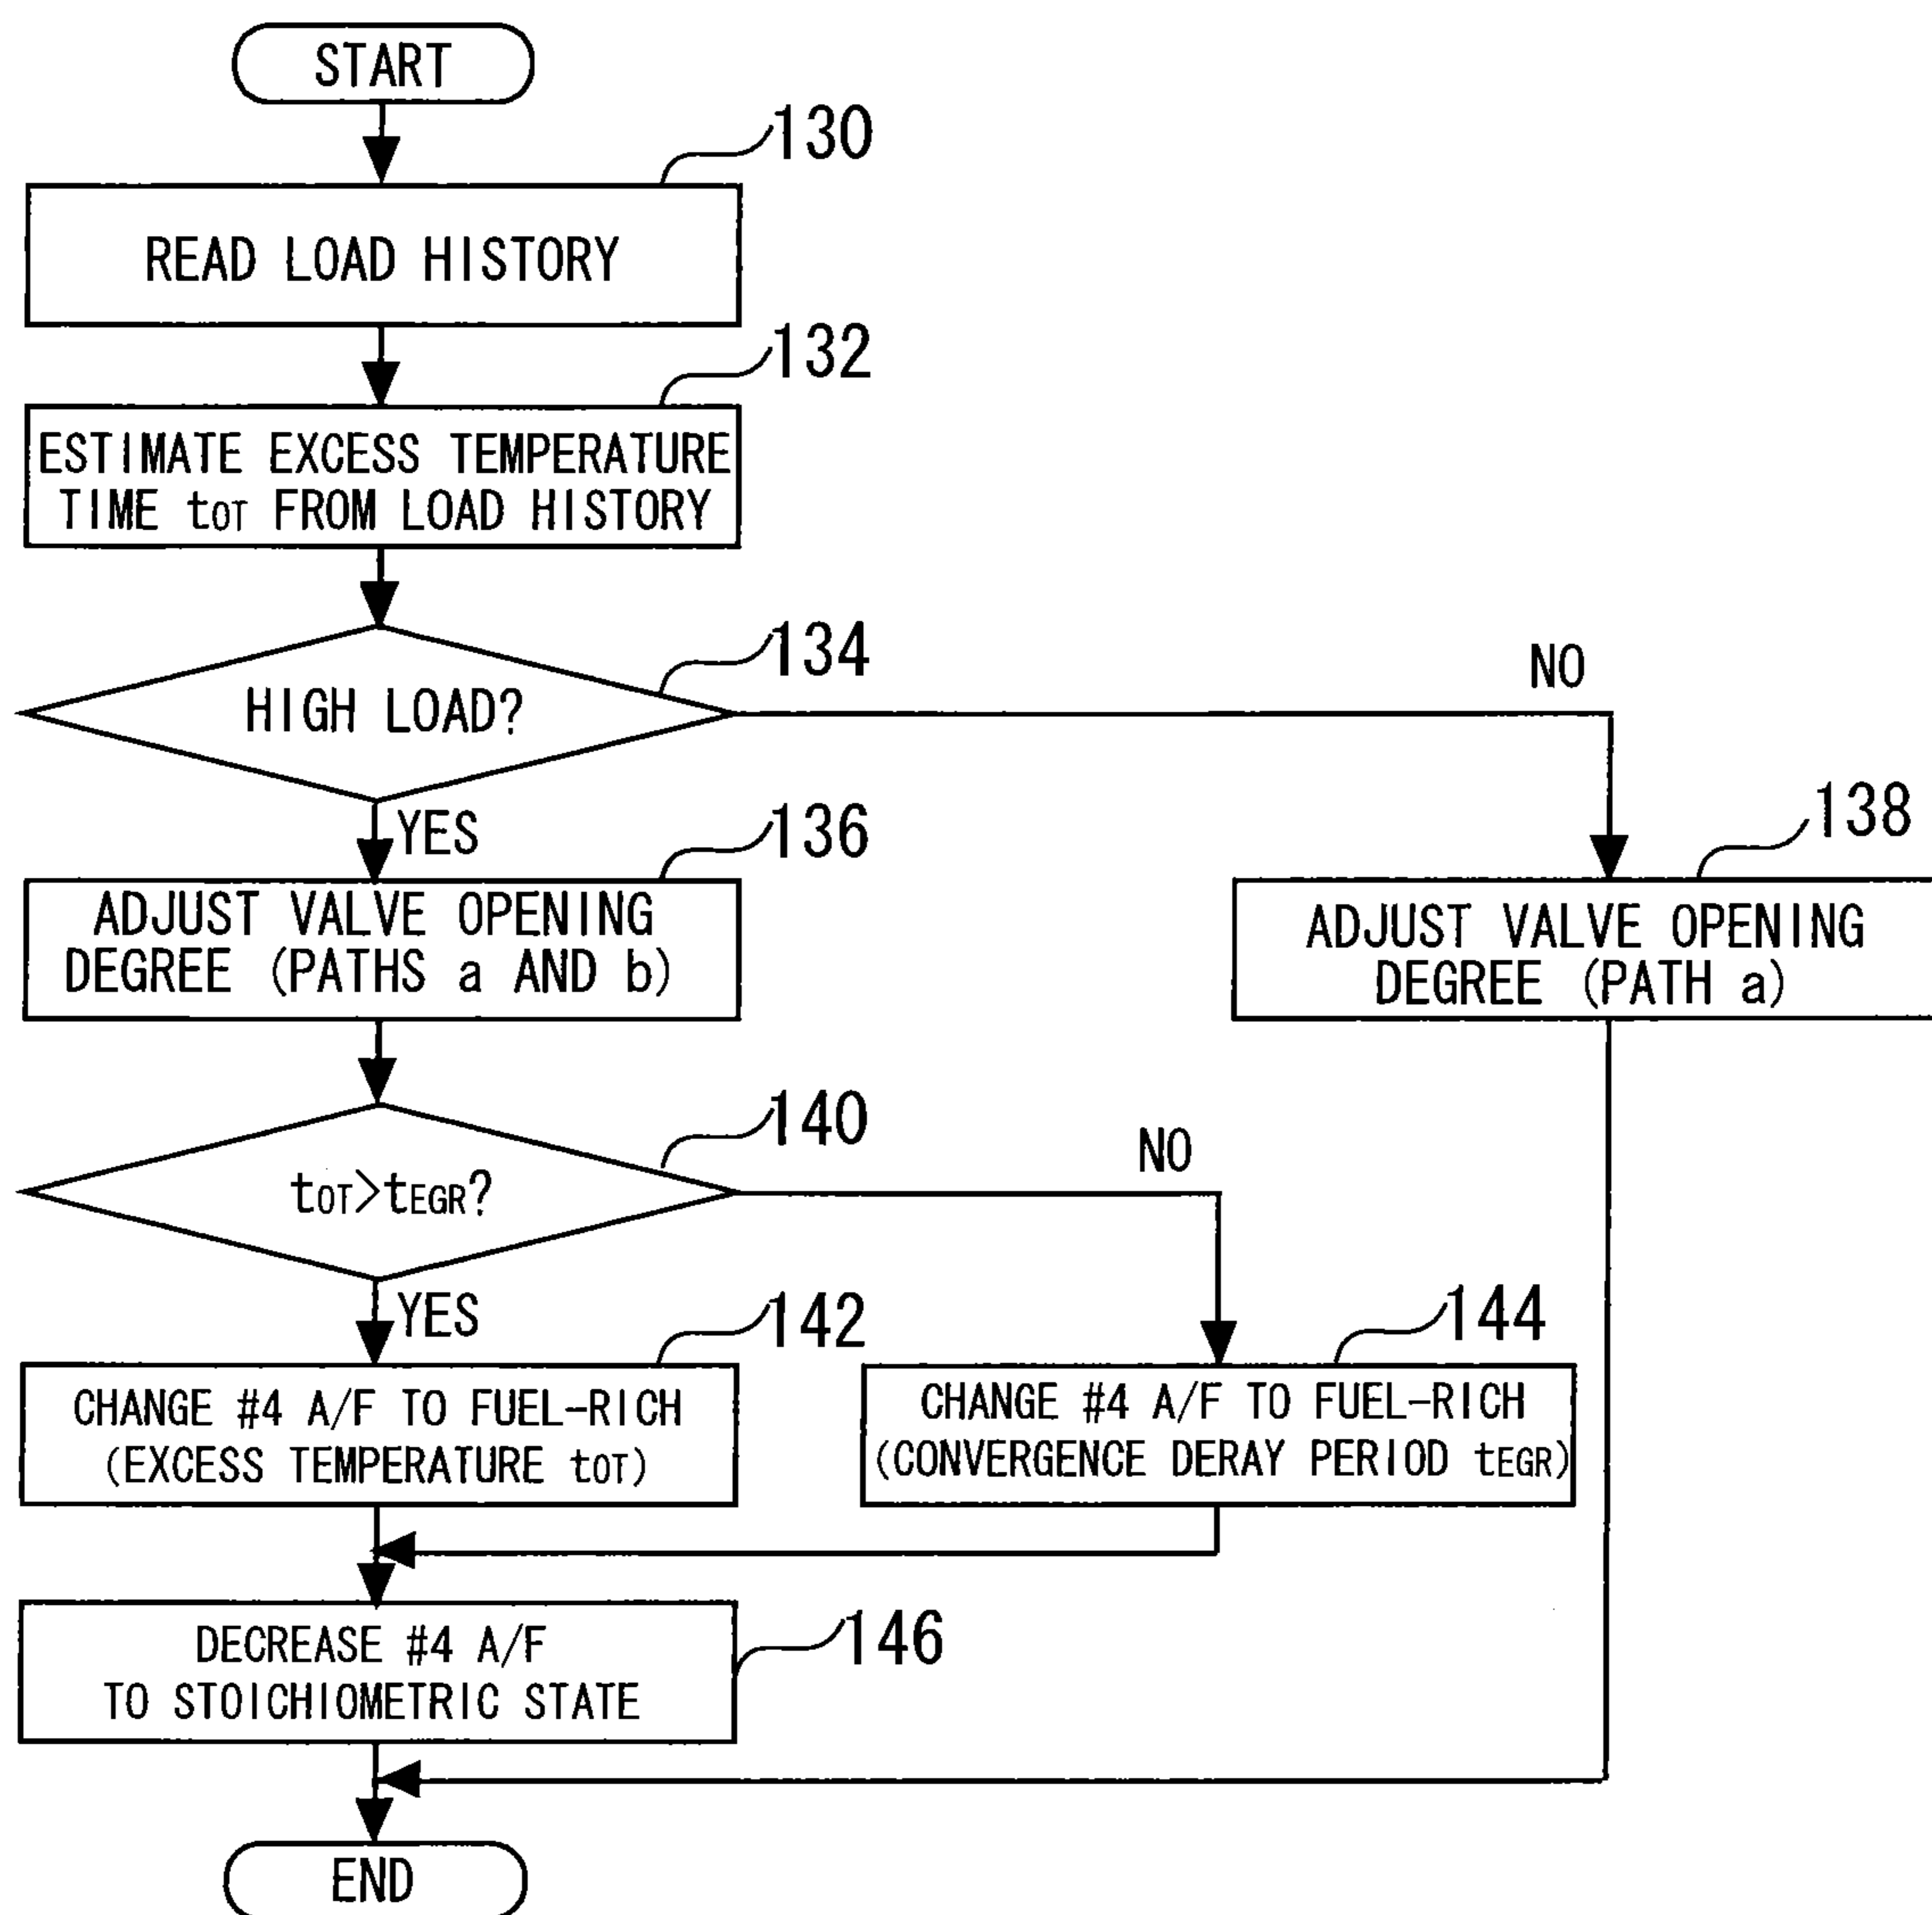 START
130
READ LOAD HISTORY
132
ESTIMATE EXCESS TEMPERATURE
TIME tOT FROM LOAD HISTORY
134
HIGH LOAD?
NO
YES
136
138
ADJUST VALVE OPENING
DEGREE (PATHS a AND b)
ADJUST VALVE OPENING
DEGREE (PATH a)
140
tOT>tEGR?
NO
YES
142
144
CHANGE #4 A/F TO FUEL-RICH
(EXCESS TEMPERATURE tOT)
CHANGE #4 A/F TO FUEL-RICH
(CONVERGENCE DERAY PERIOD tEGR)
146
DECREASE #4 A/F
TO STOICHIOMETRIC STATE
END